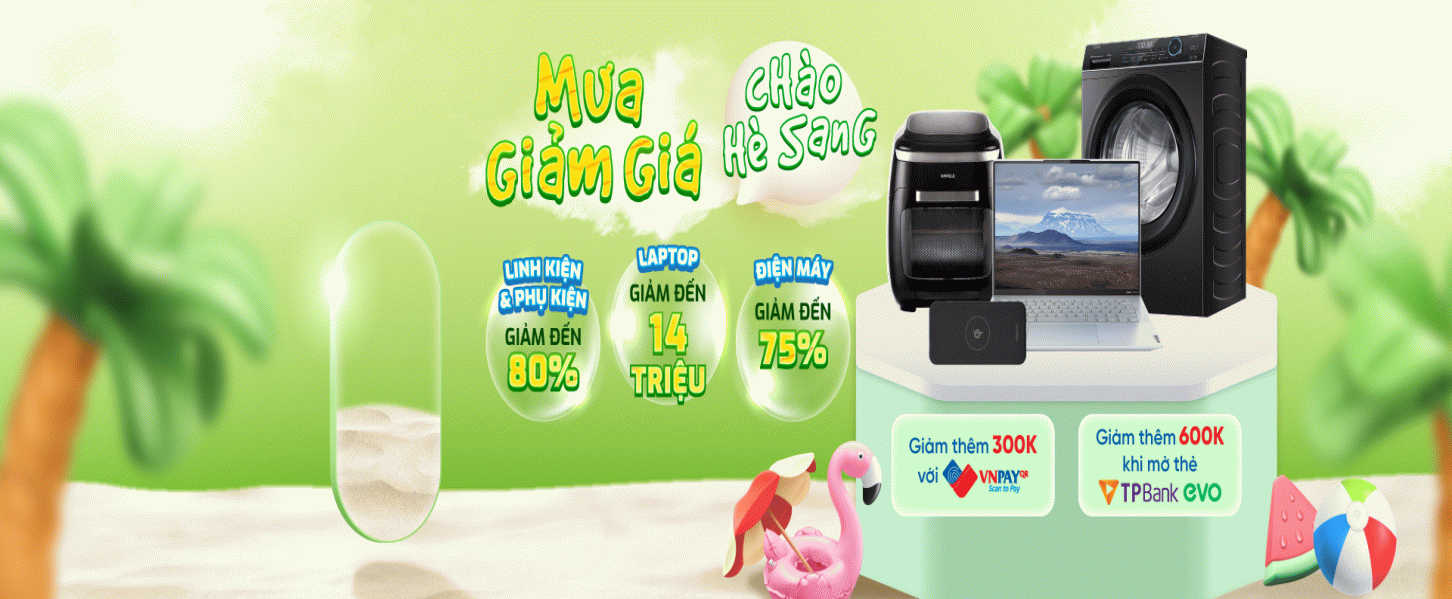 Mưa
Giảm Giá
CHào
Hè SanG
LINH KIỆN
& PHỤ KIỆN
GIẢM ĐẾN
80%
LAPTOP
GIẢM ĐẾN
14
TRIỆU
ĐIỆN MÁY
GIẢM ĐẾN
75%
HAFELE
Giảm thêm 300K
với VNPAYQR
Scan to Pay
Giảm thêm 600K
khi mở thẻ
TPBank evo